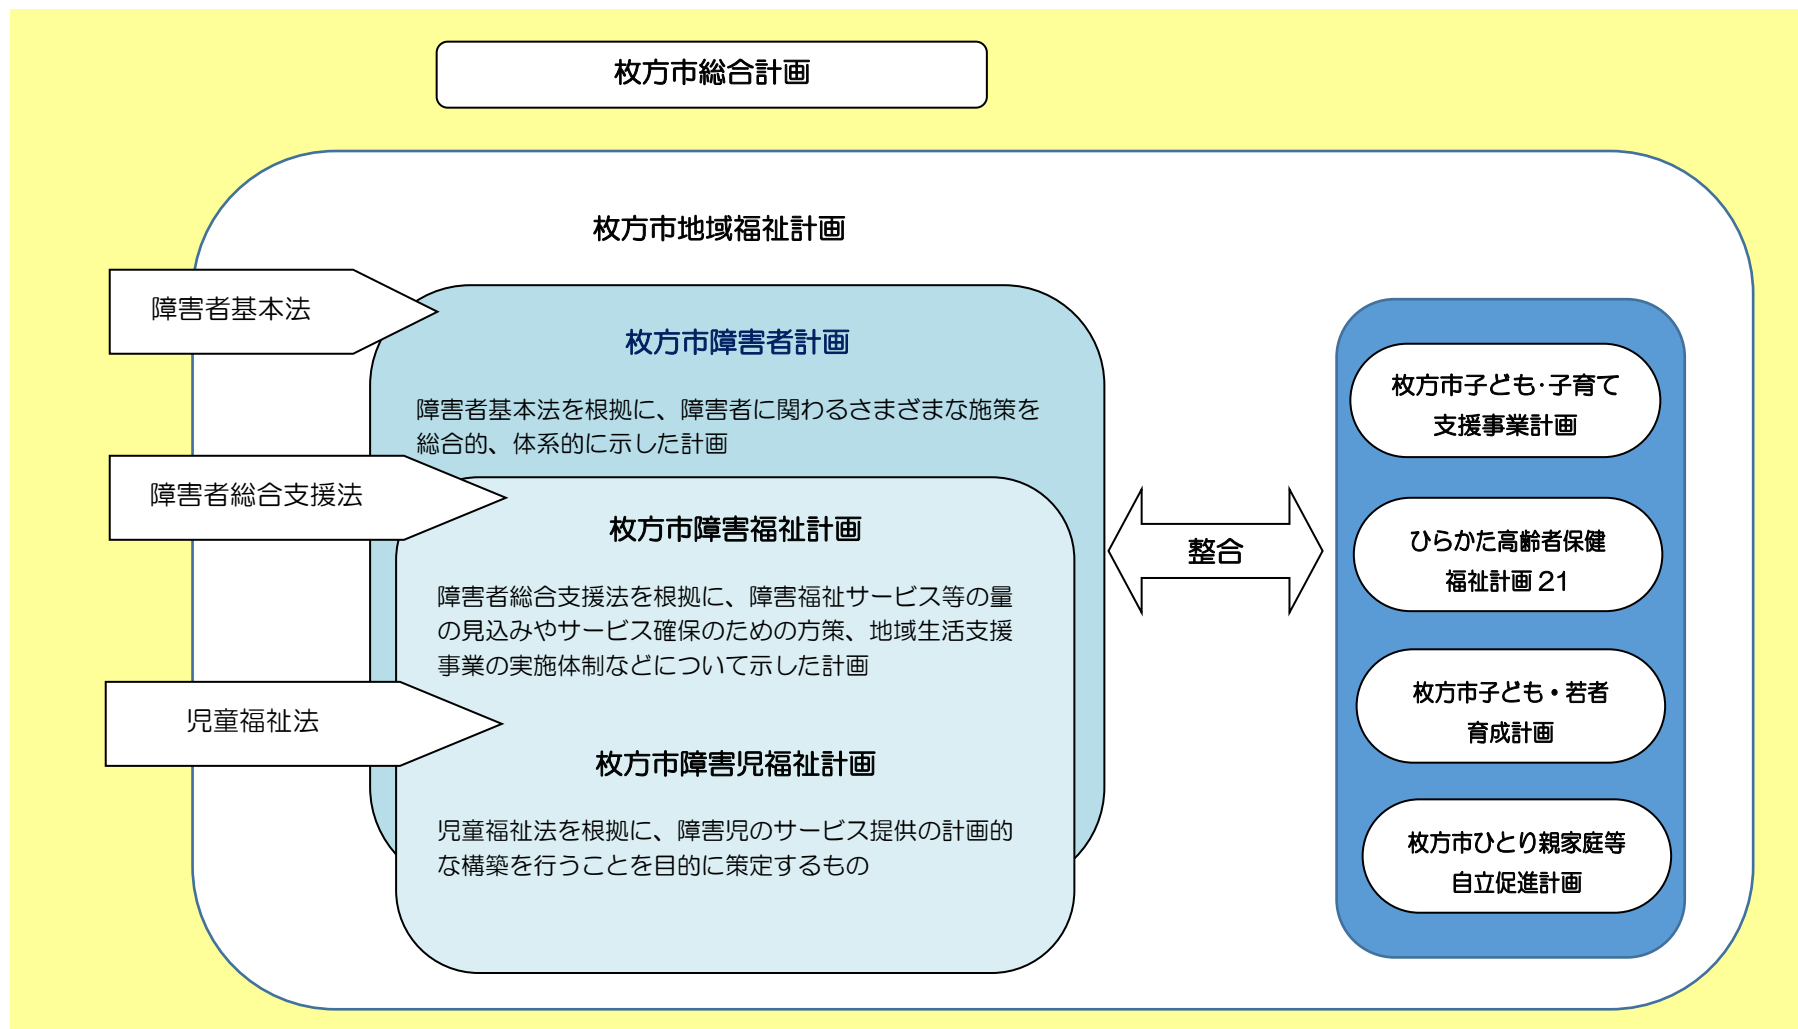 枚方市総合計画
枚方市地域福祉計画
障害者基本法
枚方市障害者計画
障害者基本法を根拠に、障害者に関わるさまざまな施策を
総合的、体系的に示した計画
障害者総合支援法
枚方市障害福祉計画
障害者総合支援法を根拠に、障害福祉サービス等の量
の見込みやサービス確保のための方策、地域生活支援
事業の実施体制などについて示した計画
児童福祉法
枚方市障害児福祉計画
児童福祉法を根拠に、障害児のサービス提供の計画的
な構築を行うことを目的に策定するもの
整合
枚方市子ども・子育て
支援事業計画
ひらかた高齢者保健
福祉計画 21
枚方市子ども・若者
育成計画
枚方市ひとり親家庭等
自立促進計画